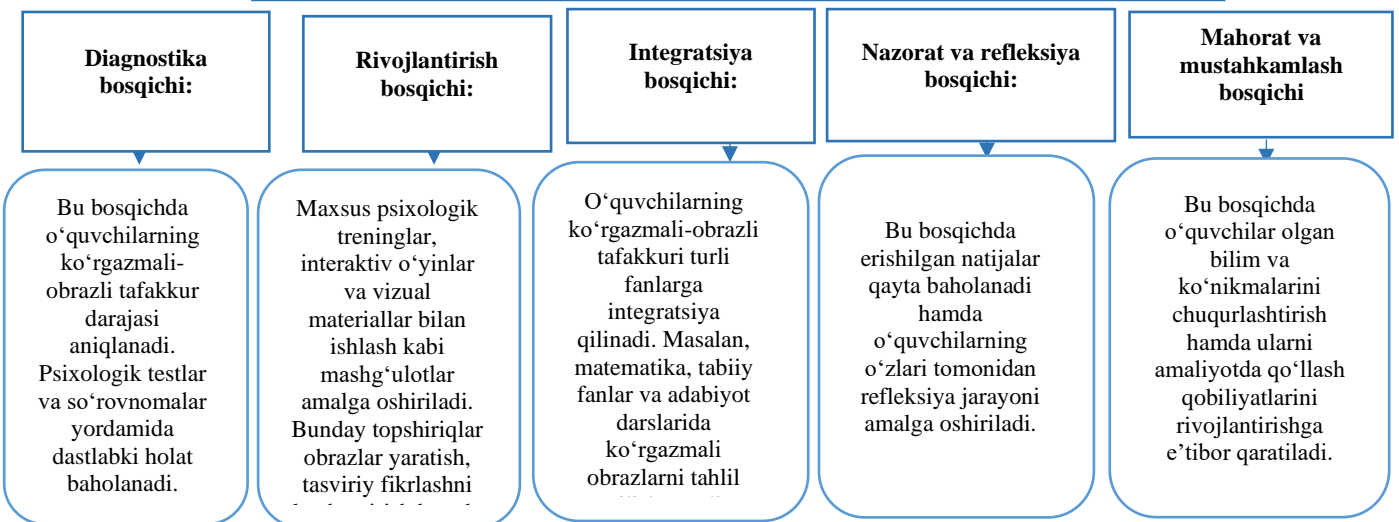 Diagnostika
bosqichi:
Bu bosqichda
o‘quvchilarning
ko‘rgazmali-
obrazli tafakkur
darajasi
aniqlanadi.
Psixologik testlar
va so‘rovnomalar
yordamida
dastlabki holat
baholanadi.
Rivojlantirish
bosqichi:
Maxsus psixologik
treninglar,
interaktiv o‘yinlar
va vizual
materiallar bilan
ishlash kabi
mashg‘ulotlar
amalga oshiriladi.
Bunday topshiriqlar
obrazlar yaratish,
tasviriy fikrlashni
Integratsiya
bosqichi:
O‘quvchilarning
ko‘rgazmali-obrazli
tafakkuri turli
fanlarga
integratsiya
qilinadi. Masalan,
matematika, tabiiy
fanlar va adabiyot
darslarida
ko‘rgazmali
obrazlarni tahlil
Nazorat va refleksiya
bosqichi:
Bu bosqichda
erishilgan natijalar
qayta baholanadi
hamda
o‘quvchilarning
o‘zlari tomonidan
refleksiya jarayoni
amalga oshiriladi.
Mahorat va
mustahkamlash
bosqichi
Bu bosqichda
o‘quvchilar olgan
bilim va
ko‘nikmalarini
chuqurlashtirish
hamda ularni
amaliyotda qo‘llash
qobiliyatlarini
rivojlantirishga
e’tibor qaratiladi.